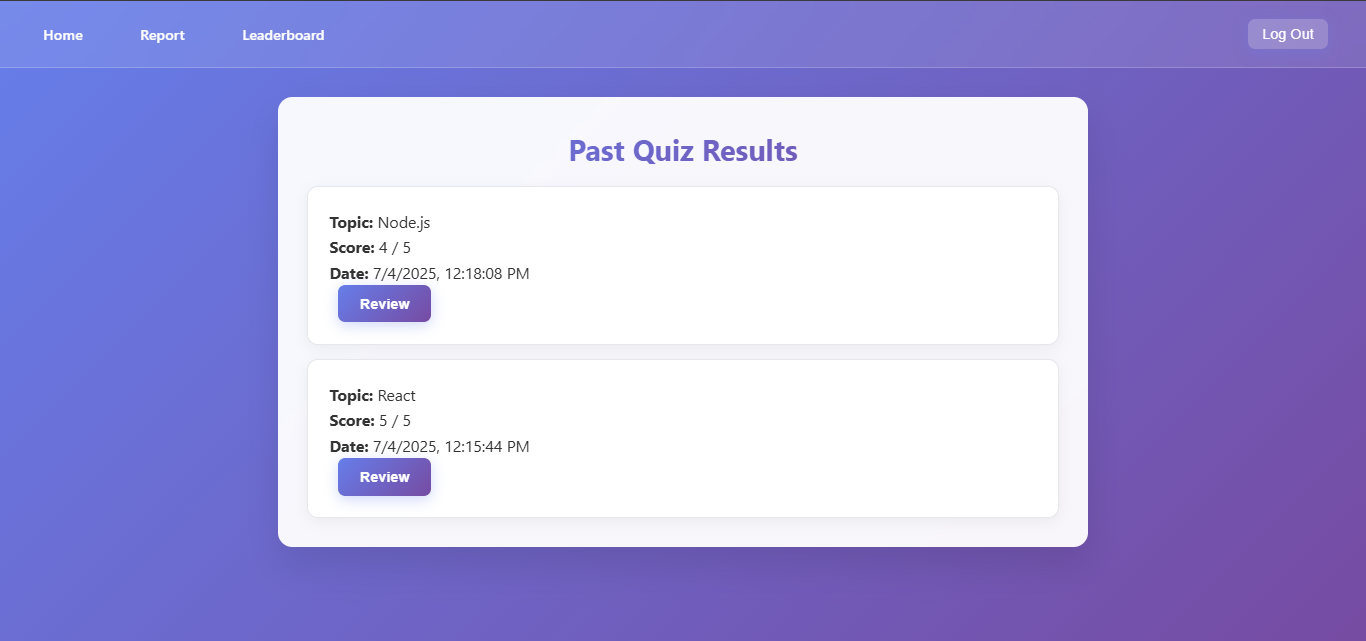 Home Report Leaderboard Log Out
Past Quiz Results
Topic: Node.js
Score: 4 / 5
Date: 7/4/2025, 12:18:08 PM
Review
Topic: React
Score: 5 / 5
Date: 7/4/2025, 12:15:44 PM
Review